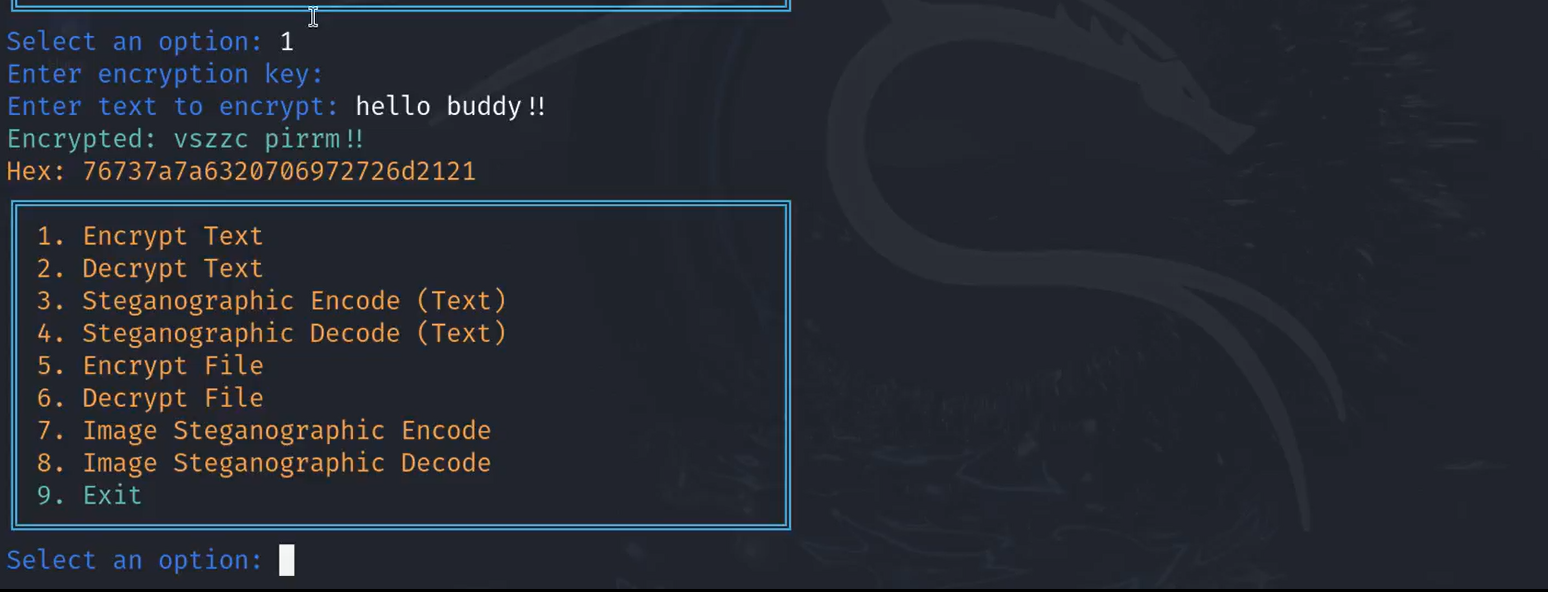 Select an option: 1
Enter encryption key:
Enter text to encrypt: hello buddy!!
Encrypted: vszzc pirrm!!
Hex: 76737a7a6320706972726d2121
1. Encrypt Text
2. Decrypt Text
3. Steganographic Encode (Text)
4. Steganographic Decode (Text)
5. Encrypt File
6. Decrypt File
7. Image Steganographic Encode
8. Image Steganographic Decode
9. Exit
Select an option: